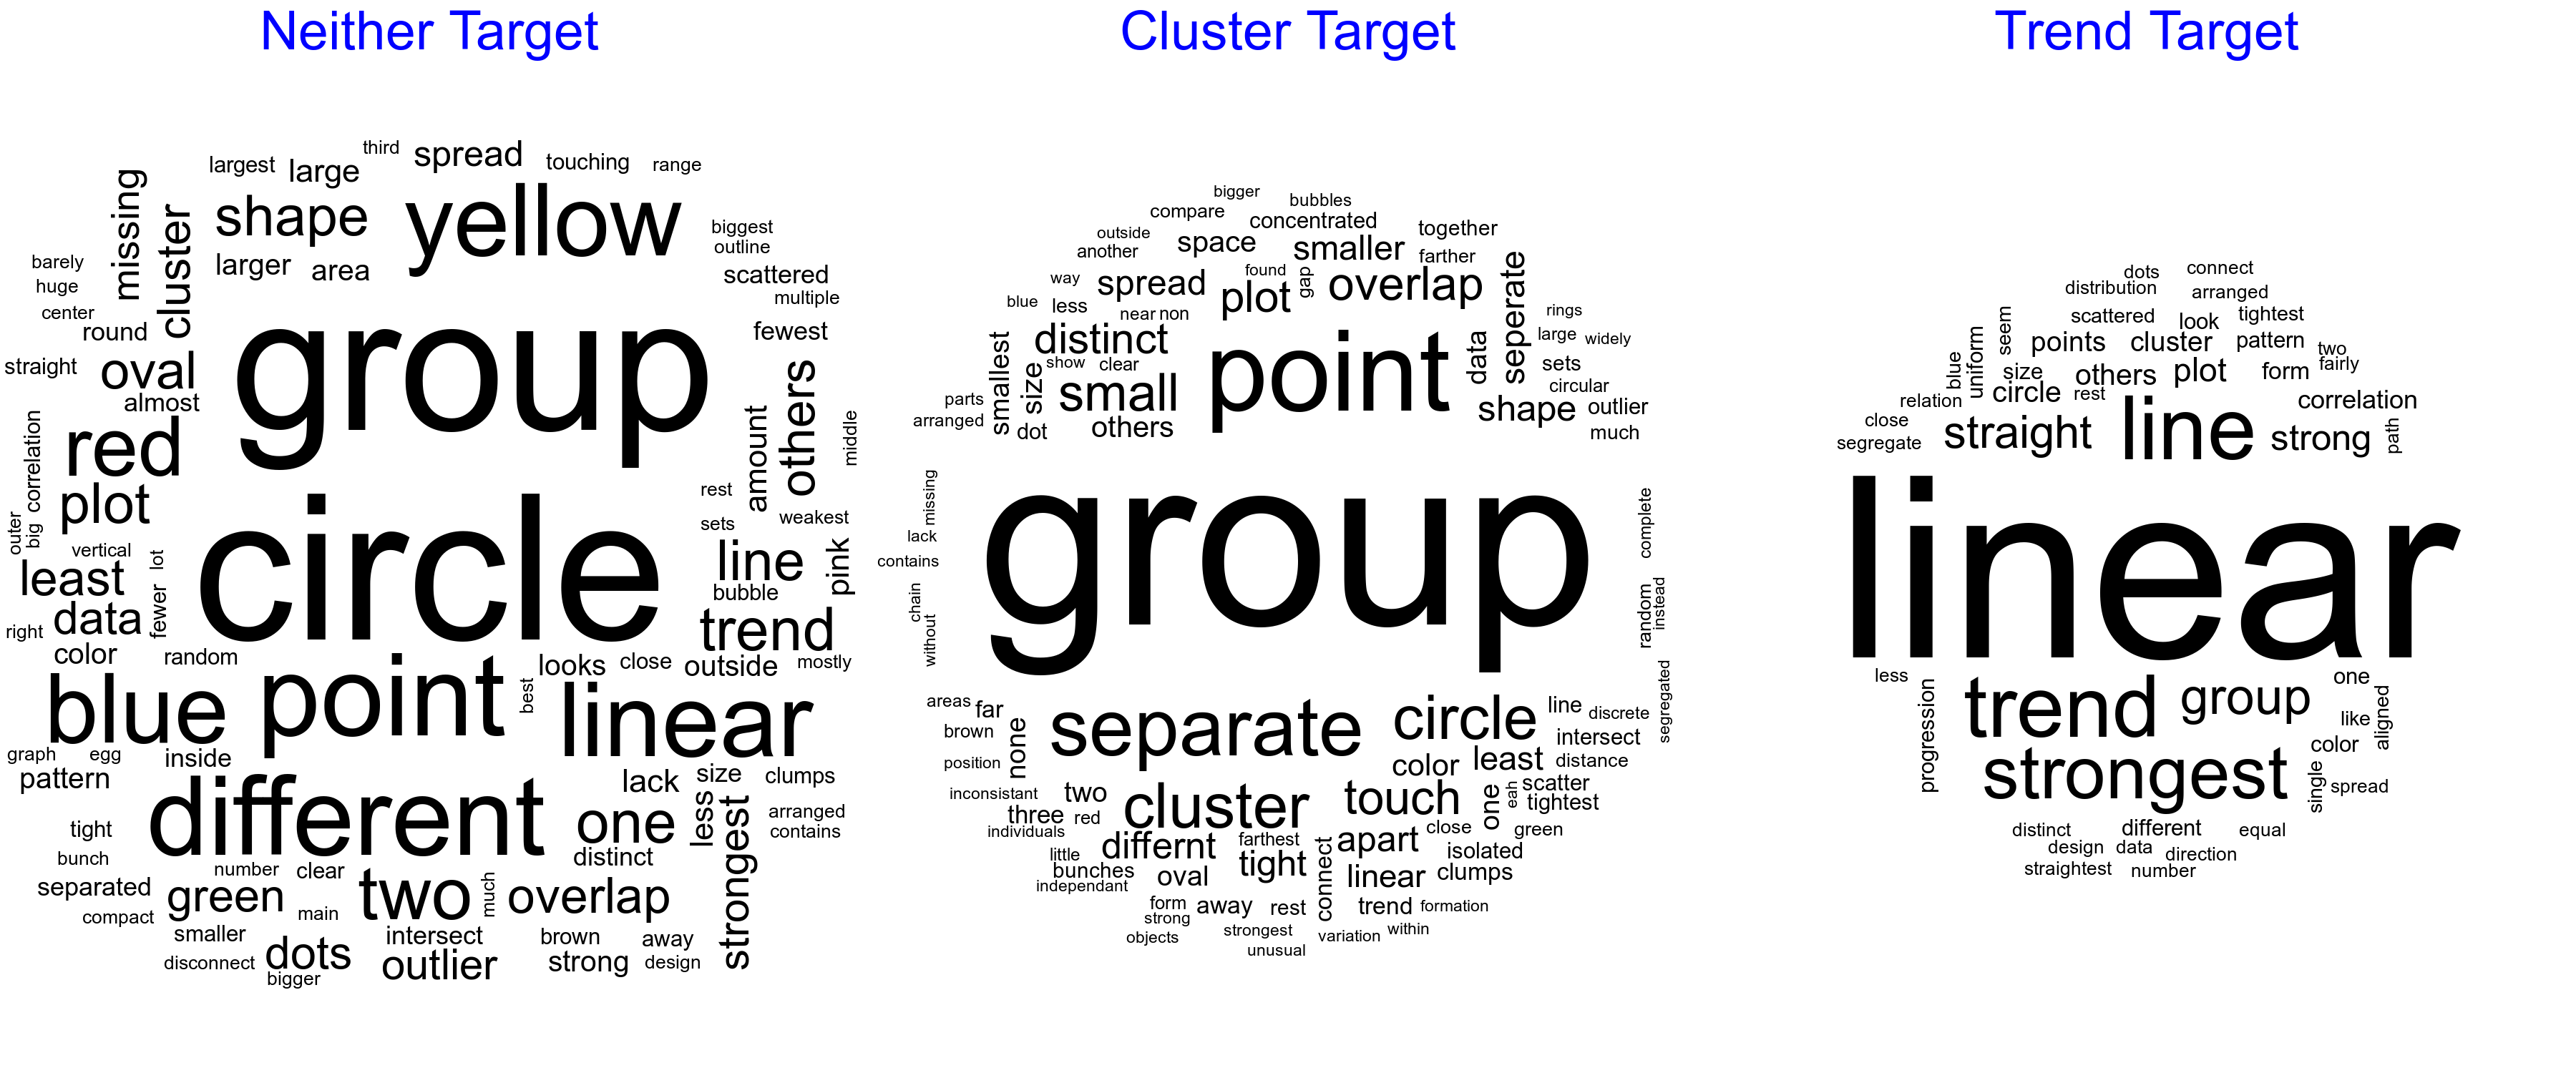 Neither Target
third
spread
largest
large
touching
range
missing
cluster
shape
yellow
biggest
outline
larger
area
scattered
multiple
barely
huge
center
round
group
fewest
straight
oval
almost
others
red
correlation
amount
middle
plot
circle
rest
weakest
sets
outer
big
vertical
lot
line
pink
least
bubble
data
fewer
trend
right
color
random
looks
close
outside
mostly
blue
point
best
linear
graph
egg
inside
pattern
different
lack
size
clumps
one
less
strongest
arranged
contains
tight
bunch
distinct
number
clear
separated
green
two
much
overlap
compact
main
smaller
intersect
brown
away
disconnect
dots
outlier
strong
design
bigger
Cluster Target
bigger
bubbles
compare
concentrated
outside
another
space
smaller
together
farther
way
spread
found
gap
overlap
seperate
plot
blue
less
near
non
rings
distinct
point
data
large
widely
smallest
size
show
clear
sets
small
circular
parts
shape
outlier
arranged
dot
others
much
missing
group
complete
lack
contains
chain
random
instead
without
segregated
areas
far
separate
circle
line
discrete
brown
none
intersect
position
color
least
distance
inconsistant
two
cluster
touch
one
eah
scatter
tightest
three
red
individuals
differnt
farthest
apart
close
green
little
tight
connect
isolated
bunches
independant
oval
linear
clumps
form
away
rest
trend
formation
strong
objects
strongest
variation
within
unusual
Trend Target
dots
connect
distribution
arranged
scattered
look
tightest
seem
uniform
blue
points
cluster
pattern
two
size
others
plot
form
fairly
relation
circle
rest
correlation
close
straight
line
strong
path
segregate
linear
less
progression
trend
group
one
like
aligned
color
strongest
single
spread
distinct
different
equal
design
data
direction
straightest
number